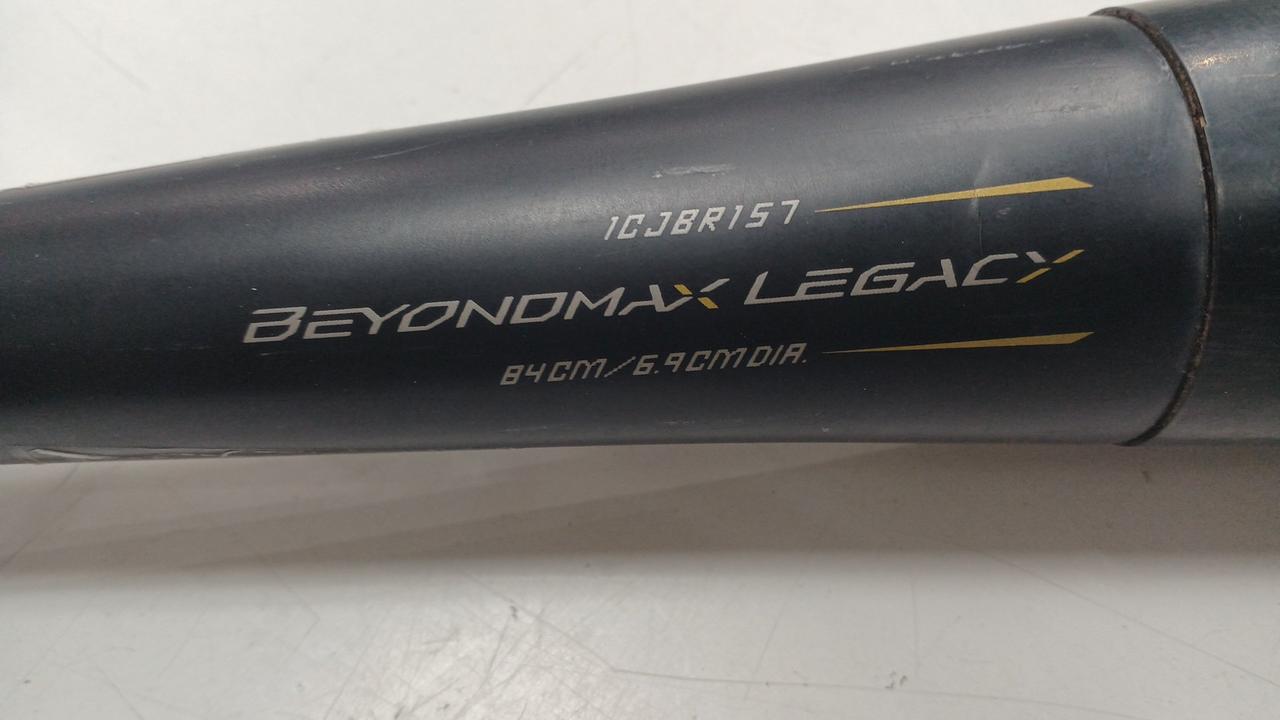 1CJBR157
BEYONDMAX LEGACY
84CM/6.9CMDIA.